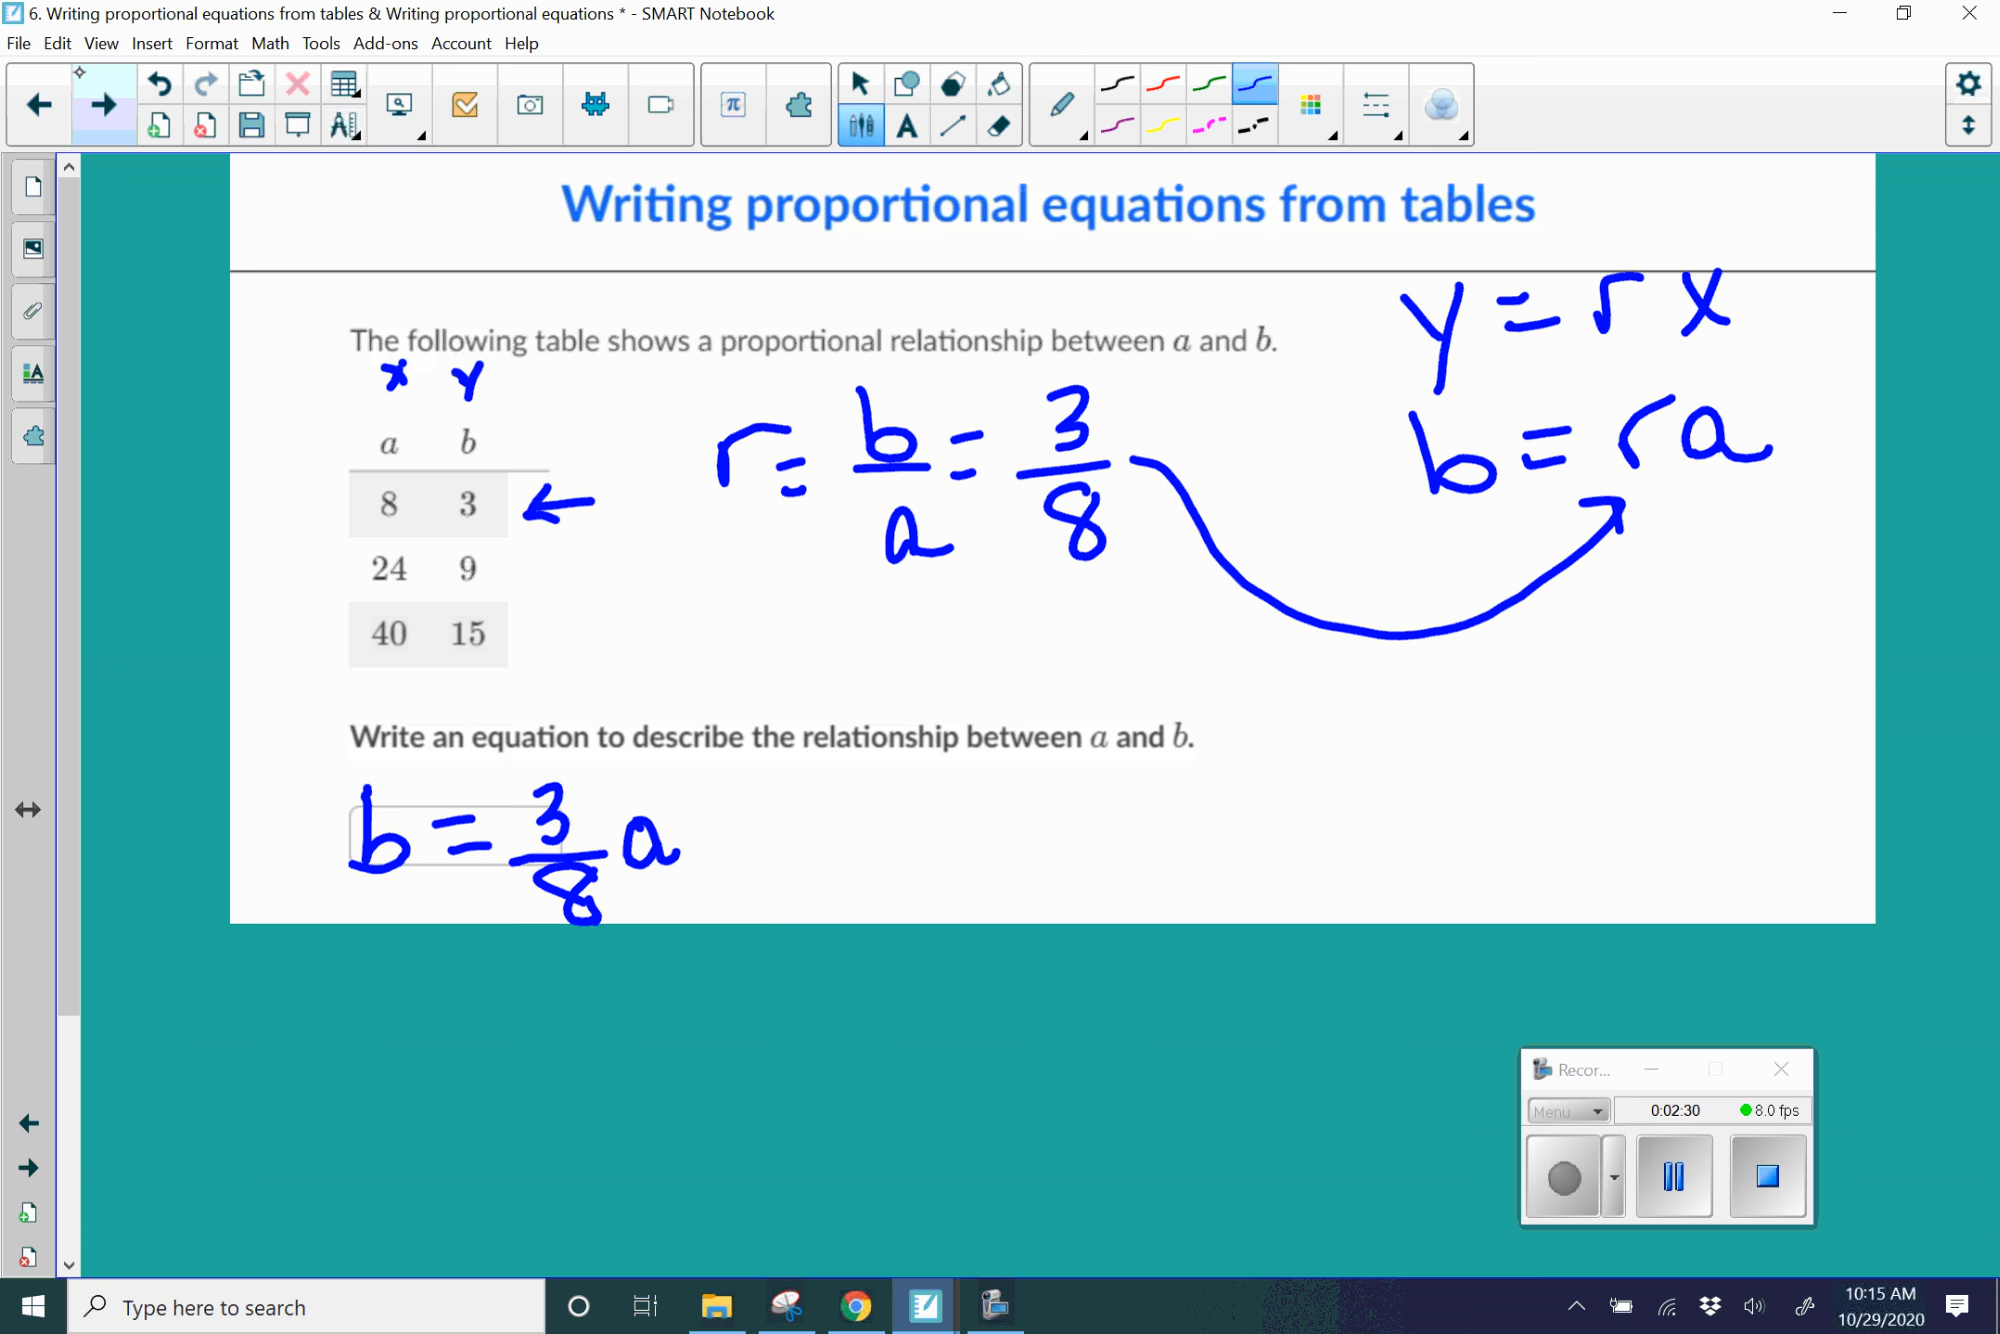 6. Writing proportional equations from tables & Writing proportional equations * - SMART Notebook
File Edit View Insert Format Math Tools Add-ons Account Help
Writing proportional equations from tables
y = r x
The following table shows a proportional relationship between a and b.
x y
r = b/a = 3/8
b = ra
a b
8 3
24 9
40 15
Write an equation to describe the relationship between a and b.
b = 3/8 a
Recor...
Menu 0:02:30 8.0 fps
Type here to search
10:15 AM
10/29/2020